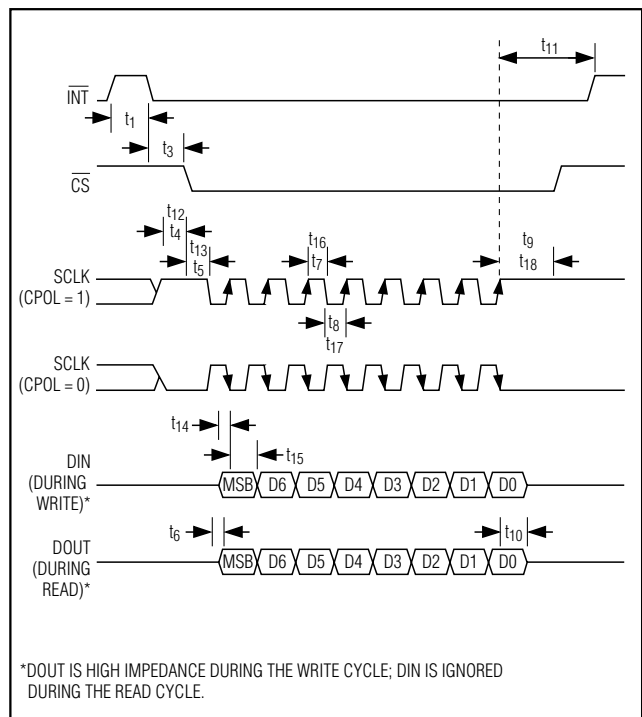 t11
INT
t1
t3
CS
t12
t4
t13
t5
t16
t7
t9
t18
SCLK
(CPOL = 1)
t8
t17
SCLK
(CPOL = 0)
t14
t15
DIN
(DURING
WRITE)*
MSB D6 D5 D4 D3 D2 D1 D0
t6
t10
DOUT
(DURING
READ)*
MSB D6 D5 D4 D3 D2 D1 D0
*DOUT IS HIGH IMPEDANCE DURING THE WRITE CYCLE; DIN IS IGNORED
DURING THE READ CYCLE.